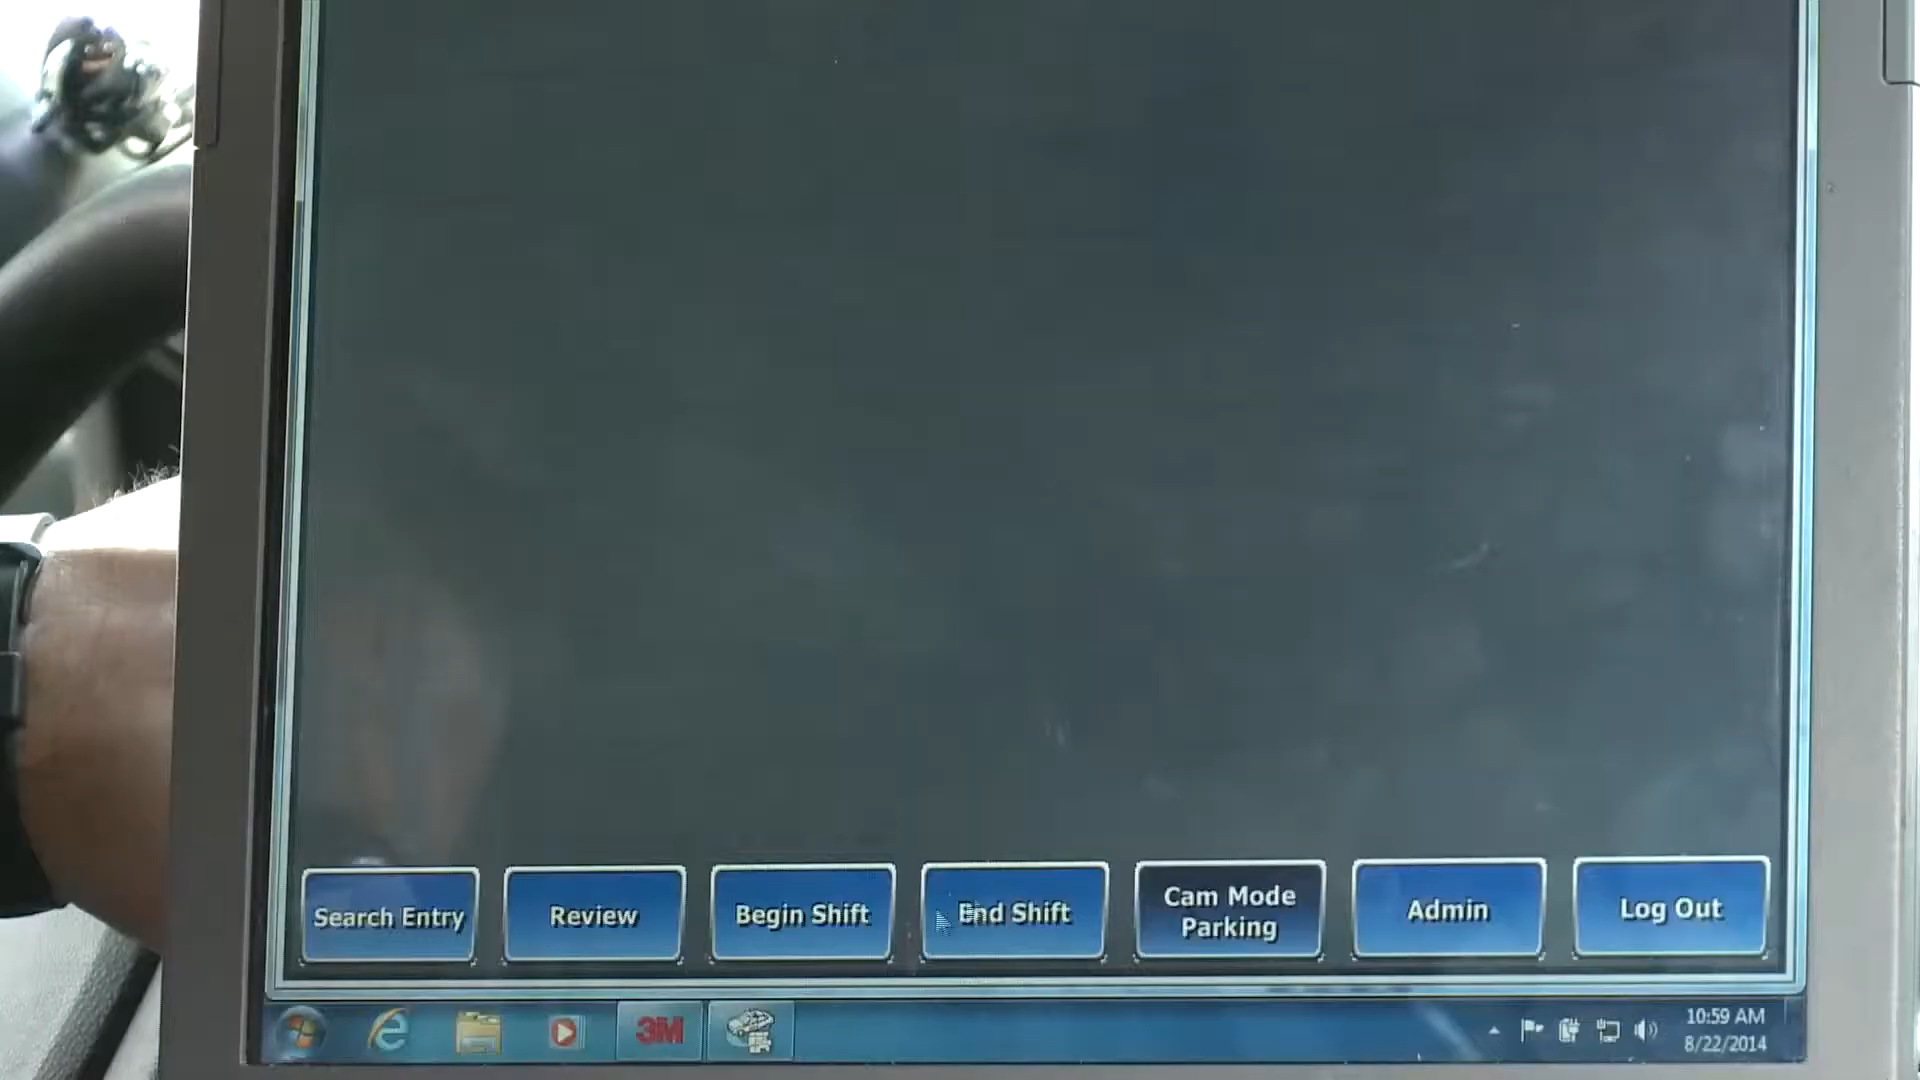 Search Entry
Review
Begin Shift
End Shift
Cam Mode
Parking
Admin
Log Out
3M
10:59 AM
8/22/2014